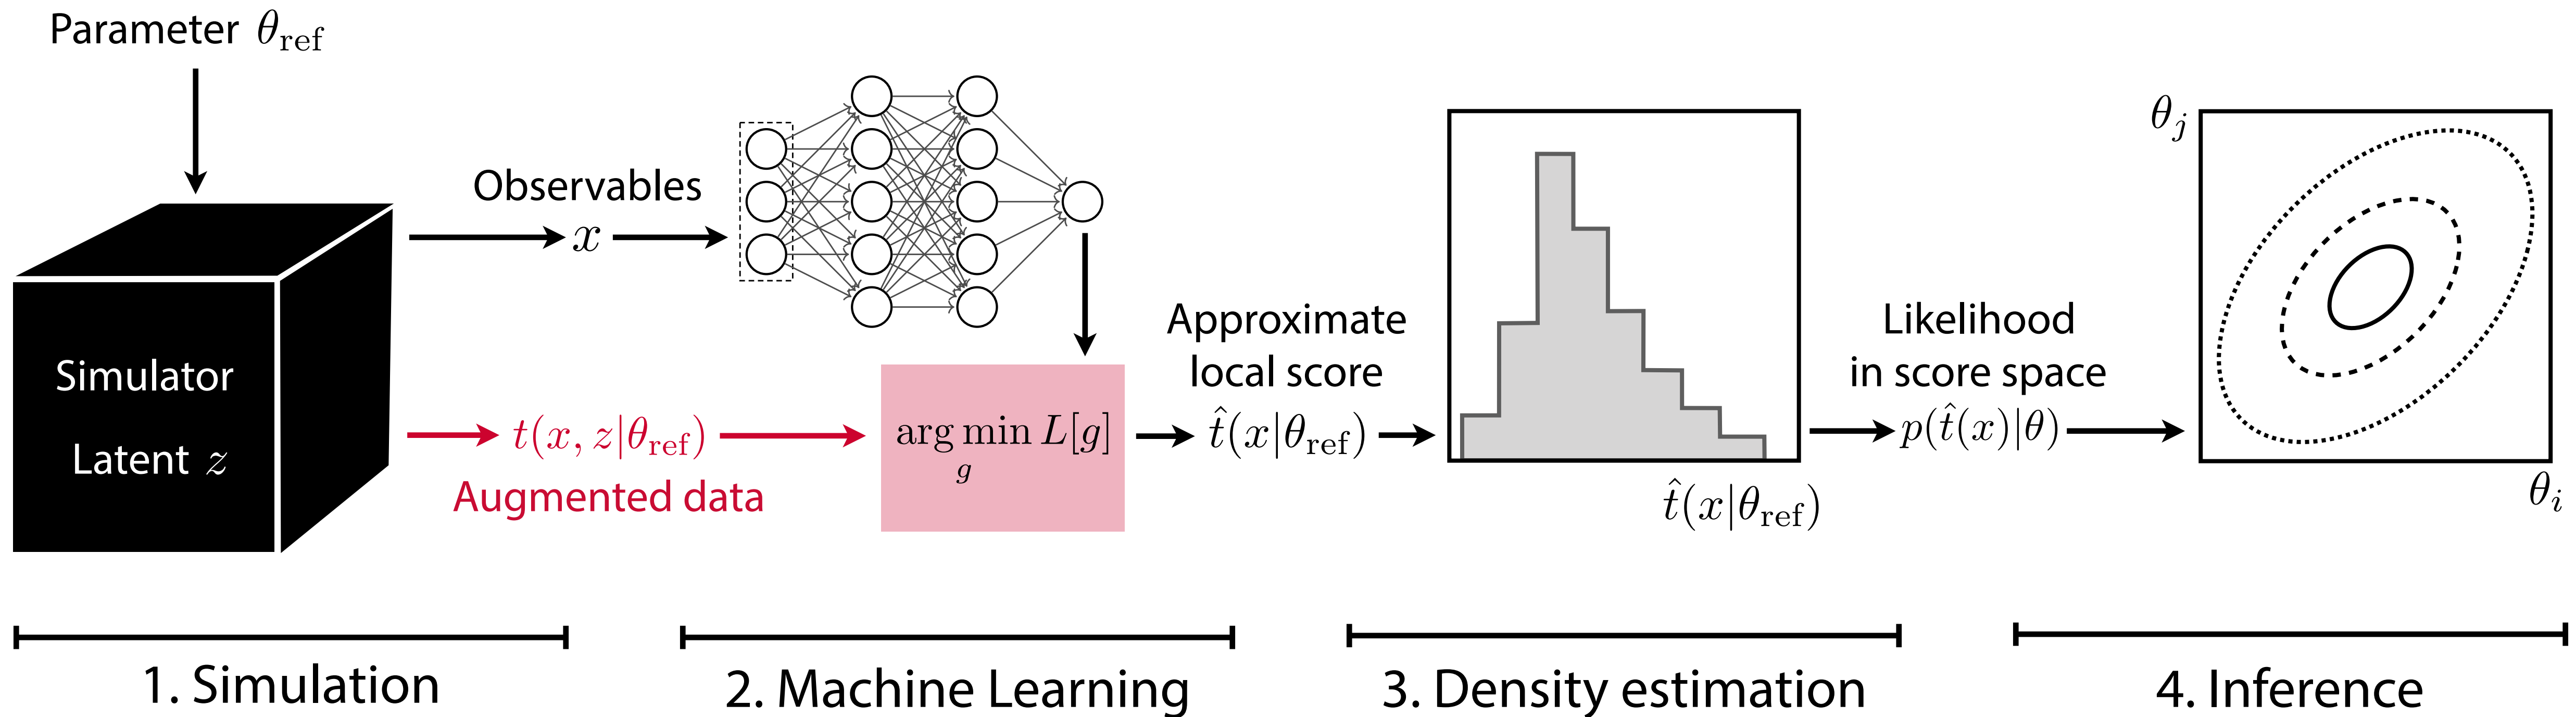 Parameter θ_ref
Simulator
Latent z
Observables
x
t(x, z|θ_ref)
Augmented data
arg min L[g]
g
Approximate
local score
t̂(x|θ_ref)
t̂(x|θ_ref)
Likelihood
in score space
p(t̂(x)|θ)
θ_j
θ_i
1. Simulation
2. Machine Learning
3. Density estimation
4. Inference